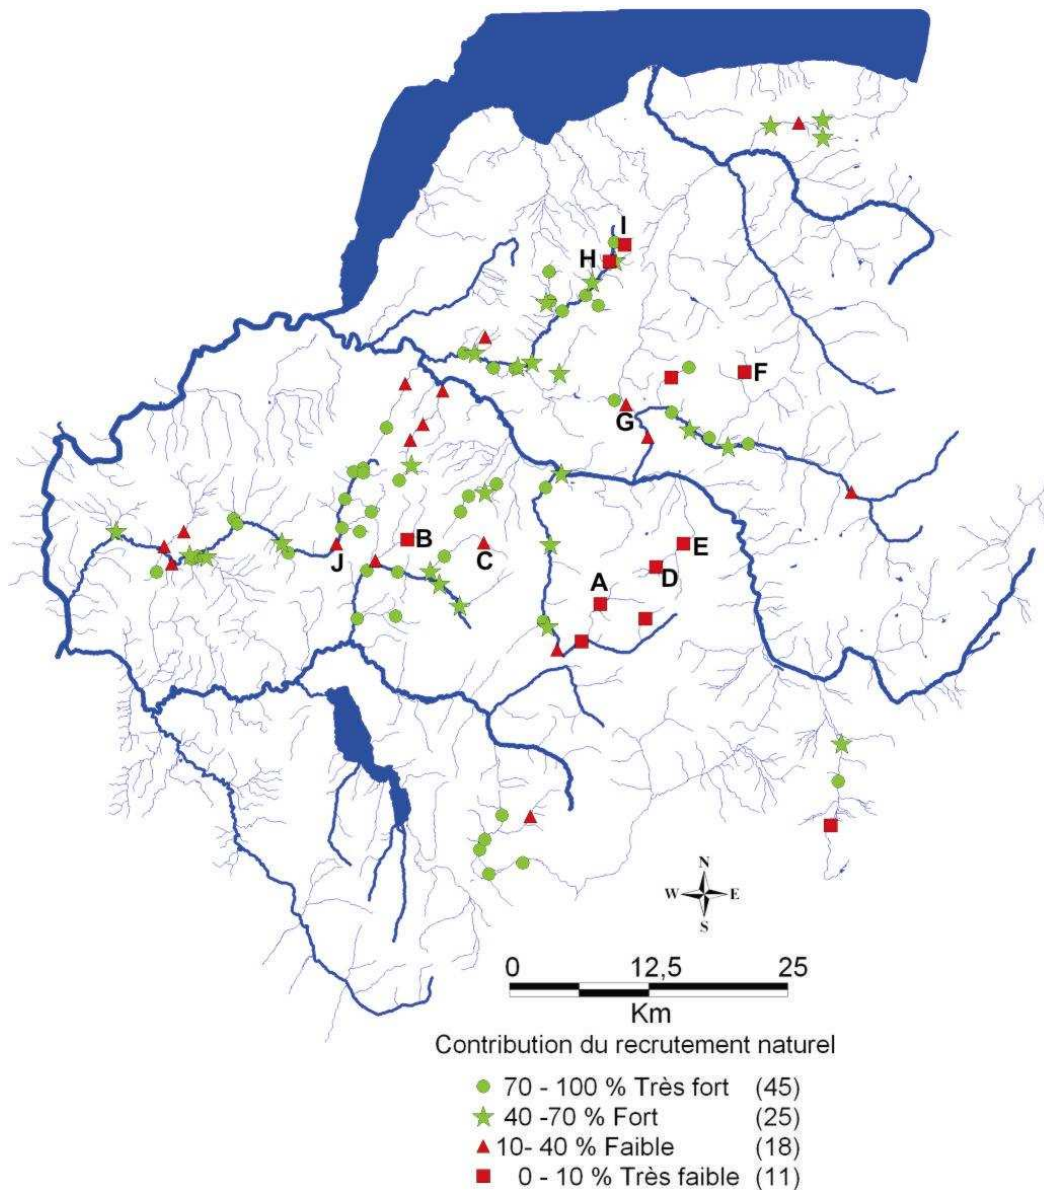 I
H
F
G
B
J
C
E
D
A
N
W E
S
0 12,5 25
Km
Contribution du recrutement naturel
70 - 100 % Très fort (45)
40 -70 % Fort (25)
10- 40 % Faible (18)
0 - 10 % Très faible (11)